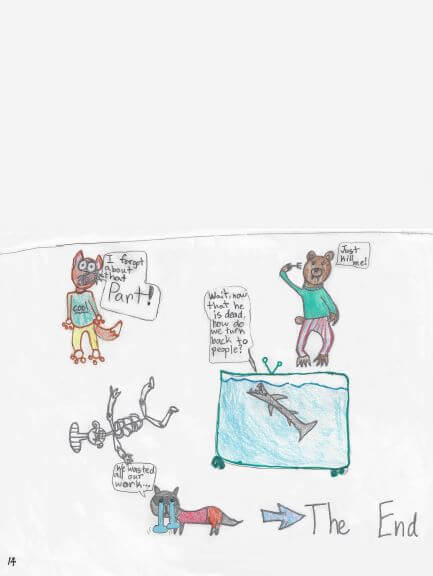 I forgot
about
that
Part!
COOL
Just
kill
me!
Wait, now
that he
is dead,
how do
we turn
back to
people?
We wasted
all our
work...
The End
14